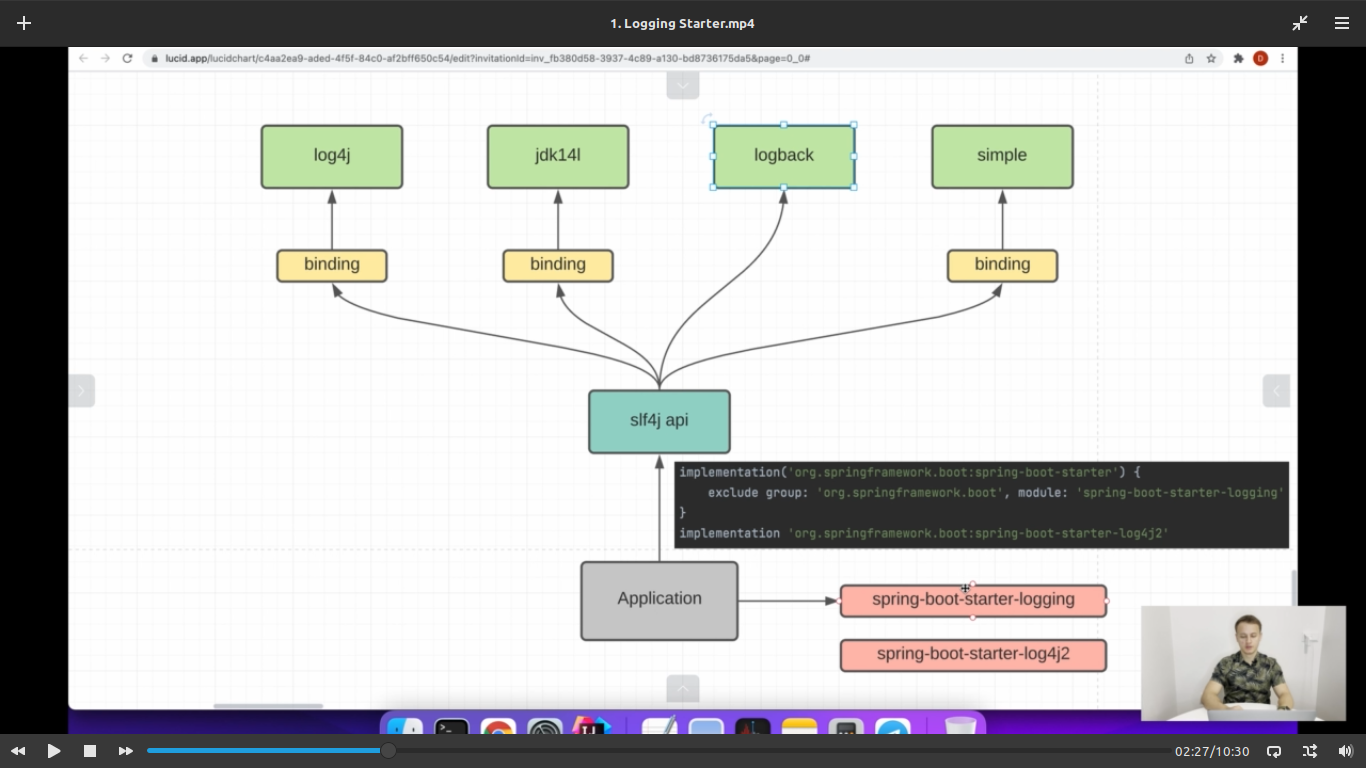 1. Logging Starter.mp4
lucid.app/lucidchart/c4aa2ea9-aded-4f5f-84c0-af2bff650c54/edit?invitationId=inv_fb380d58-3937-4c89-a130-bd8736175da5&page=0_0#
D
log4j
jdk14l
logback
simple
binding
binding
binding
slf4j api
implementation('org.springframework.boot:spring-boot-starter') {
exclude group: 'org.springframework.boot', module: 'spring-boot-starter-logging'
}
implementation 'org.springframework.boot:spring-boot-starter-log4j2'
Application
spring-boot-starter-logging
spring-boot-starter-log4j2
02:27/10:30